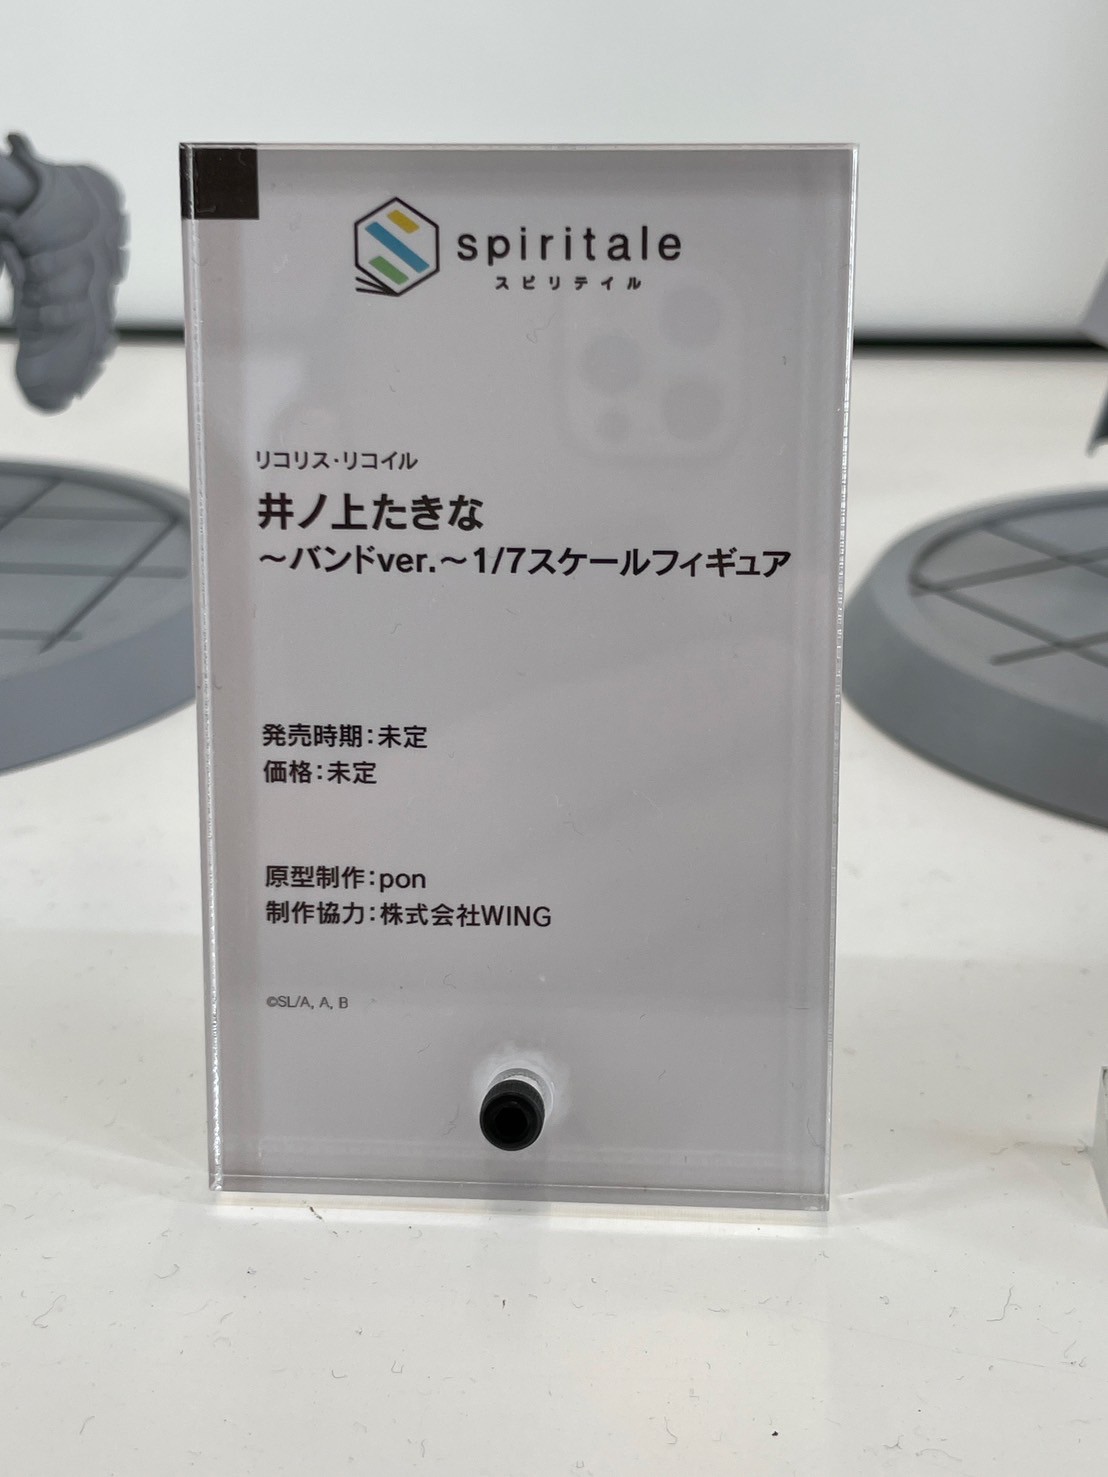 spiritale
スピリテイル
リコリス・リコイル
井ノ上たきな
～バンドver.～1/7スケールフィギュア
発売時期：未定
価格：未定
原型制作：pon
制作協力：株式会社WING
©SL/A, A, B